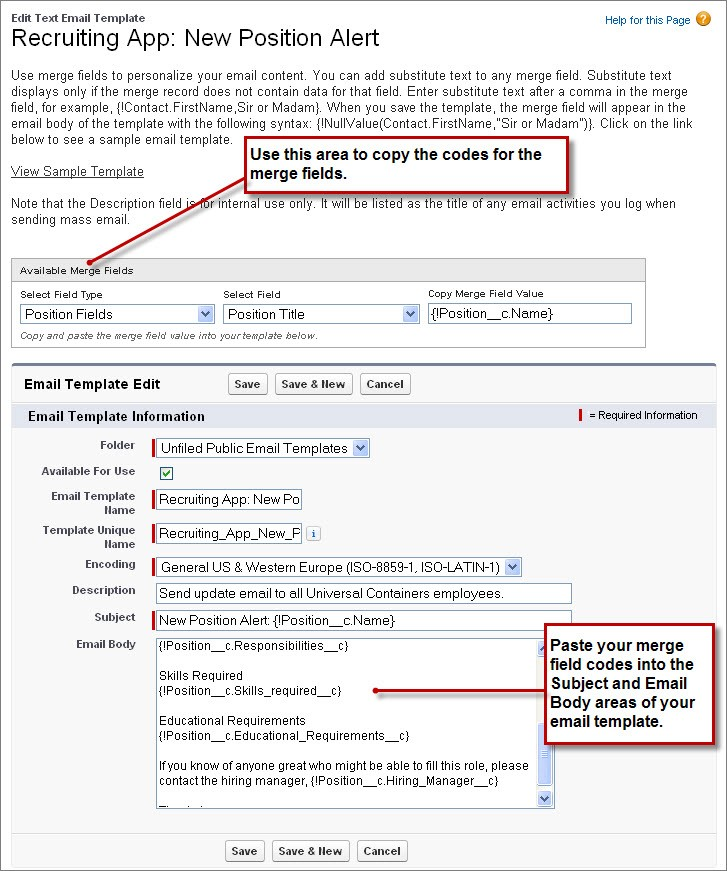 Edit Text Email Template
Help for this Page ?
Recruiting App: New Position Alert
Use merge fields to personalize your email content. You can add substitute text to any merge field. Substitute text
displays only if the merge record does not contain data for that field. Enter substitute text after a comma in the merge
field, for example, {!Contact.FirstName,Sir or Madam}. When you save the template, the merge field will appear in the
email body of the template with the following syntax: {!NullValue(Contact.FirstName,"Sir or Madam")}. Click on the link
below to see a sample email template.
Use this area to copy the codes for the
merge fields.
View Sample Template
Note that the Description field is for internal use only. It will be listed as the title of any email activities you log when
sending mass email.
Available Merge Fields
Select Field Type
Select Field
Copy Merge Field Value
Position Fields
Position Title
{!Position__c.Name}
Copy and paste the merge field value into your template below.
Email Template Edit
Save
Save & New
Cancel
Email Template Information
= Required Information
Folder
Unfiled Public Email Templates
Available For Use
Email Template
Name
Recruiting App: New Po
Template Unique
Name
Recruiting_App_New_P
i
Encoding
General US & Western Europe (ISO-8859-1, ISO-LATIN-1)
Description
Send update email to all Universal Containers employees.
Subject
New Position Alert: {!Position__c.Name}
Email Body
{!Position__c.Responsibilities__c}
Skills Required
{!Position__c.Skills_required__c}
Educational Requirements
{!Position__c.Educational_Requirements__c}
If you know of anyone great who might be able to fill this role, please
contact the hiring manager, {!Position__c.Hiring_Manager__c}
Paste your merge
field codes into the
Subject and Email
Body areas of your
email template.
Save
Save & New
Cancel